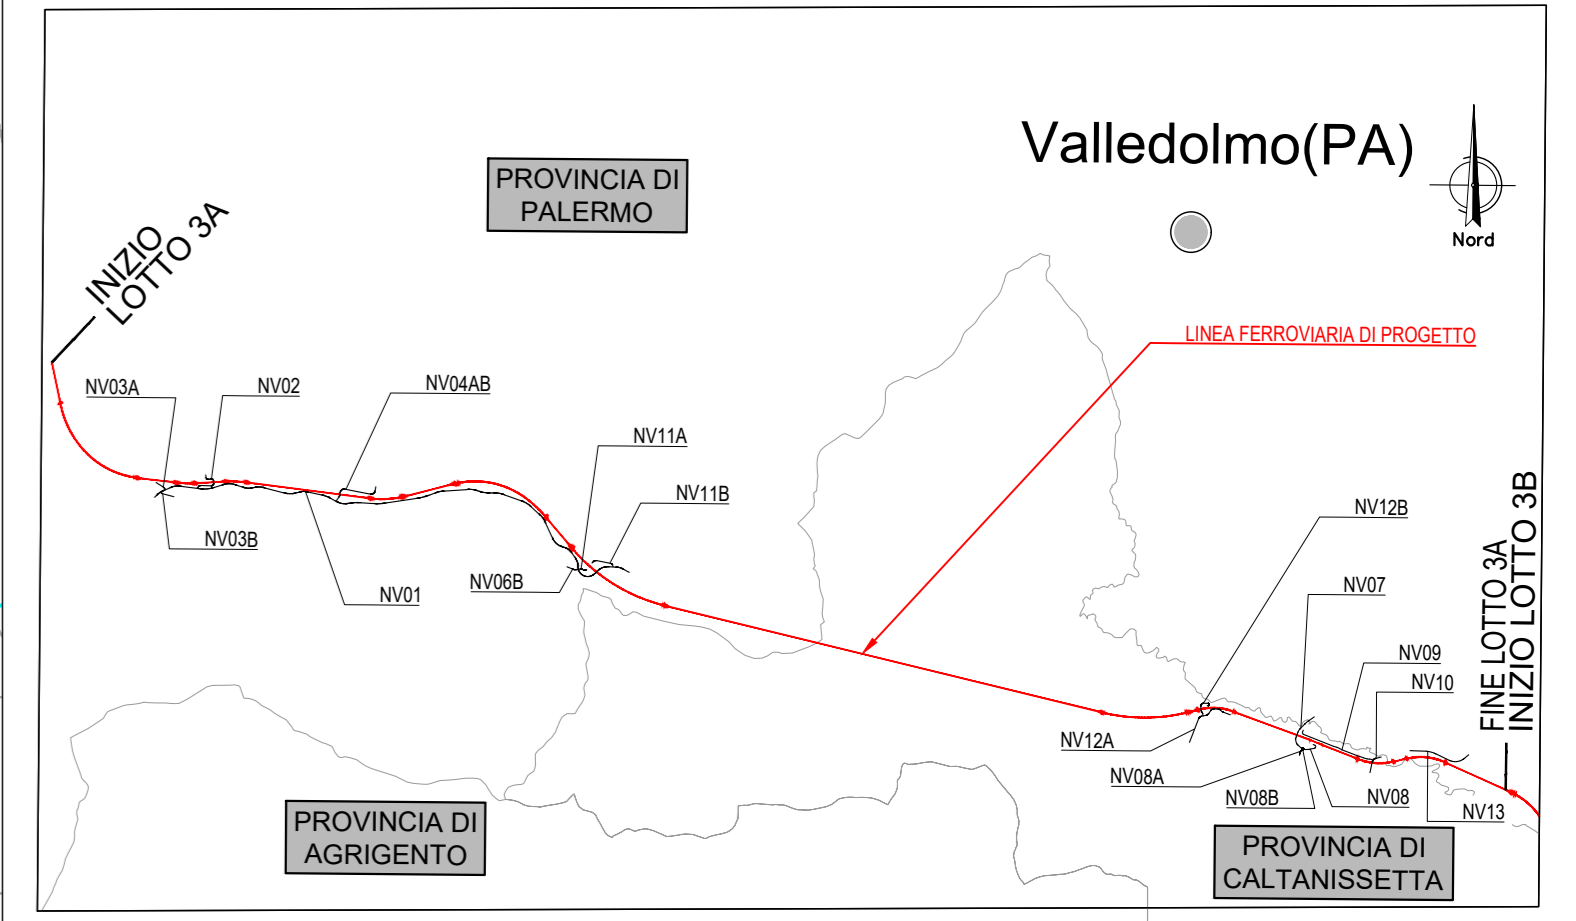 Valledolmo(PA)
Nord
PROVINCIA DI
PALERMO
INIZIO
LOTTO 3A
LINEA FERROVIARIA DI PROGETTO
NV03A
NV02
NV04AB
NV11A
NV11B
NV03B
NV01
NV06B
NV12B
NV07
NV09
NV10
FINE LOTTO 3A
INIZIO LOTTO 3B
NV12A
NV08A
NV08B
NV08
NV13
PROVINCIA DI
AGRIGENTO
PROVINCIA DI
CALTANISSETTA